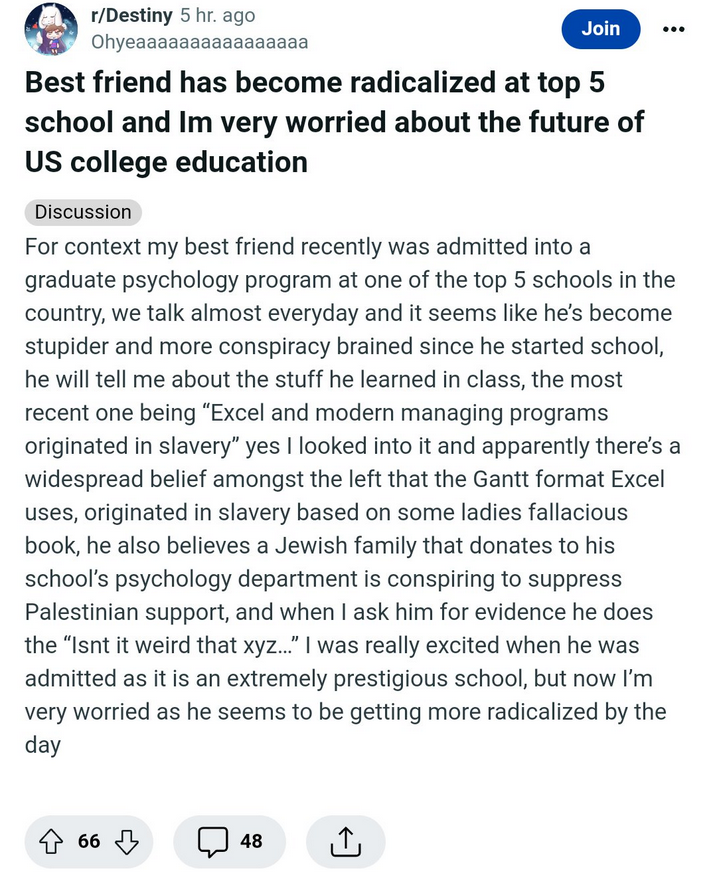 r/Destiny 5 hr. ago
Ohyeaaaaaaaaaaaaaaaaa
Join
Best friend has become radicalized at top 5
school and Im very worried about the future of
US college education
Discussion
For context my best friend recently was admitted into a
graduate psychology program at one of the top 5 schools in the
country, we talk almost everyday and it seems like he’s become
stupider and more conspiracy brained since he started school,
he will tell me about the stuff he learned in class, the most
recent one being “Excel and modern managing programs
originated in slavery” yes I looked into it and apparently there’s a
widespread belief amongst the left that the Gantt format Excel
uses, originated in slavery based on some ladies fallacious
book, he also believes a Jewish family that donates to his
school’s psychology department is conspiring to suppress
Palestinian support, and when I ask him for evidence he does
the “Isnt it weird that xyz...” I was really excited when he was
admitted as it is an extremely prestigious school, but now I’m
very worried as he seems to be getting more radicalized by the
day
66
48